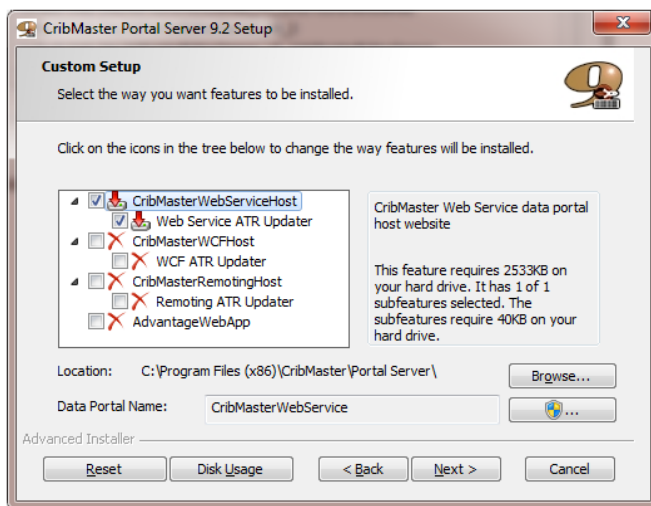 CribMaster Portal Server 9.2 Setup
Custom Setup
Select the way you want features to be installed.
Click on the icons in the tree below to change the way features will be installed.
CribMasterWebServiceHost
Web Service ATR Updater
CribMasterWCFHost
WCF ATR Updater
CribMasterRemotingHost
Remoting ATR Updater
AdvantageWebApp
CribMaster Web Service data portal
host website
This feature requires 2533KB on
your hard drive. It has 1 of 1
subfeatures selected. The
subfeatures require 40KB on your
hard drive.
Location: C:\Program Files (x86)\CribMaster\Portal Server\
Browse...
Data Portal Name: CribMasterWebService
...
Advanced Installer
Reset Disk Usage < Back Next > Cancel